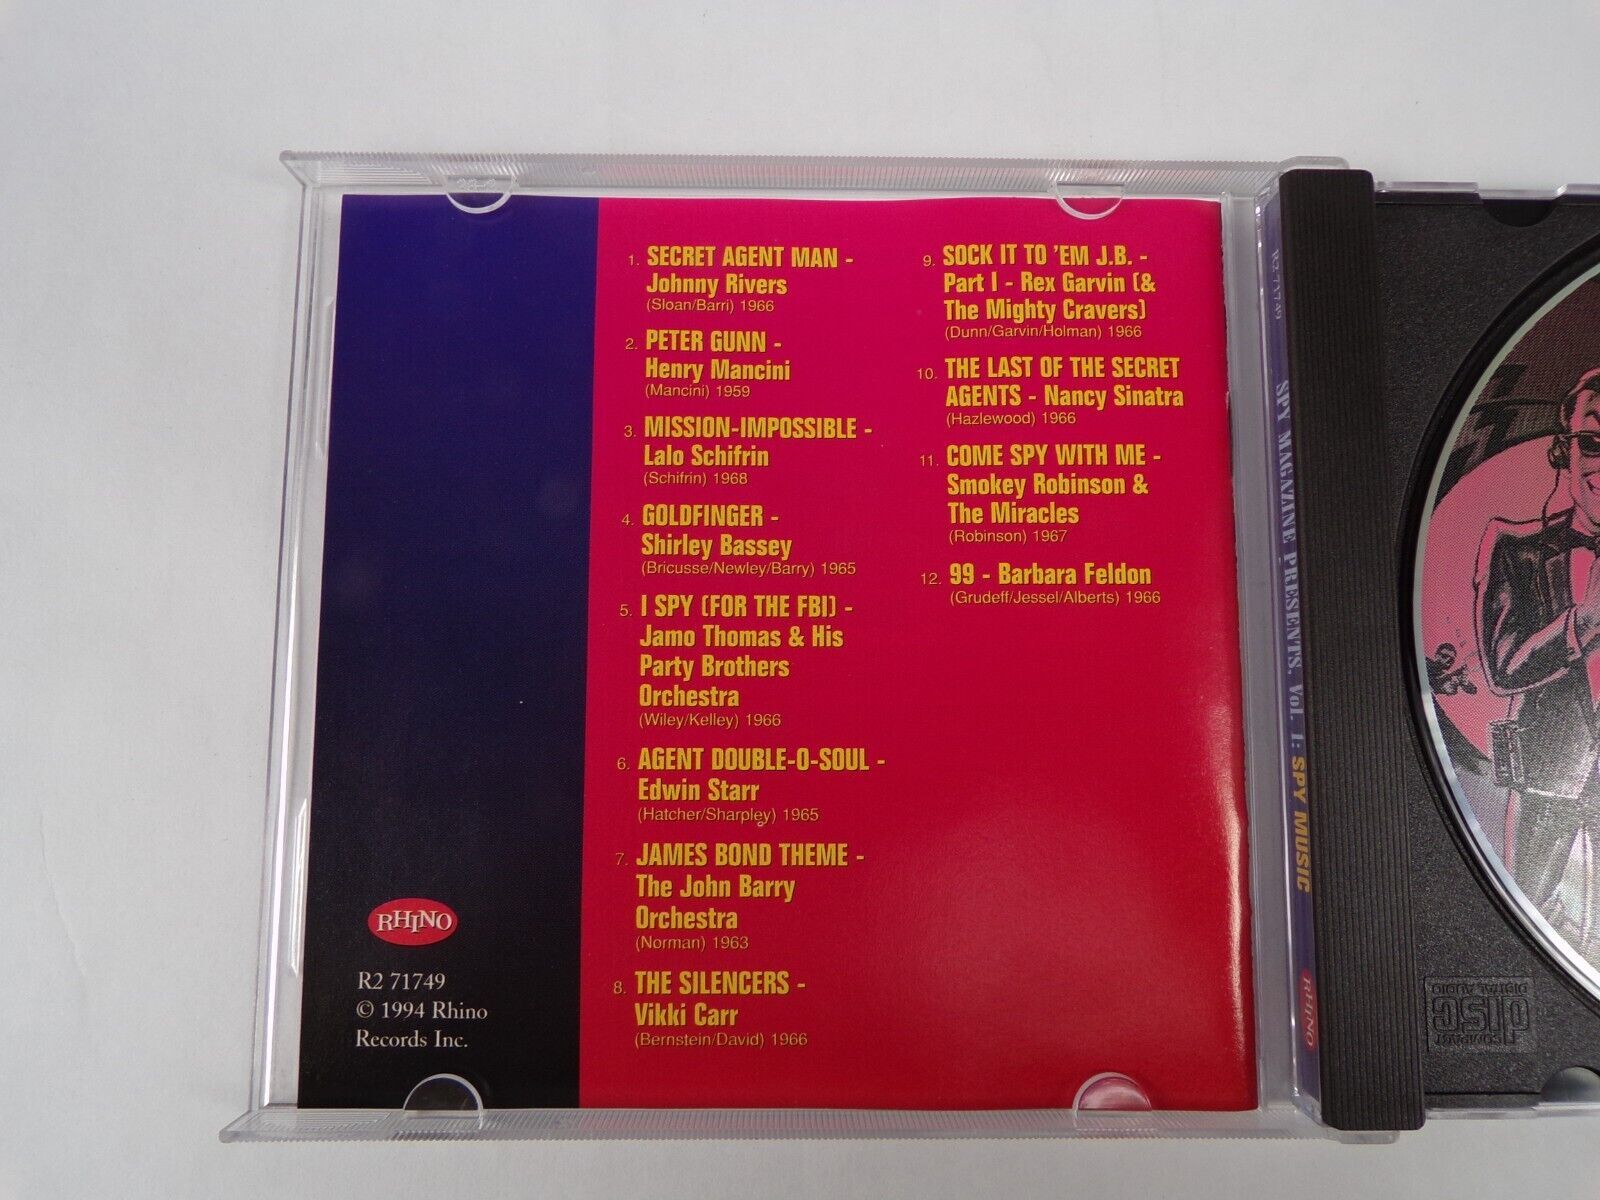 1. SECRET AGENT MAN -
Johnny Rivers
(Sloan/Barri) 1966
2. PETER GUNN -
Henry Mancini
(Mancini) 1959
3. MISSION-IMPOSSIBLE -
Lalo Schifrin
(Schifrin) 1968
4. GOLDFINGER -
Shirley Bassey
(Bricusse/Newley/Barry) 1965
5. I SPY (FOR THE FBI) -
Jamo Thomas & His
Party Brothers
Orchestra
(Wiley/Kelley) 1966
6. AGENT DOUBLE-O-SOUL -
Edwin Starr
(Hatcher/Sharpley) 1965
7. JAMES BOND THEME -
The John Barry
Orchestra
(Norman) 1963
8. THE SILENCERS -
Vikki Carr
(Bernstein/David) 1966
9. SOCK IT TO 'EM J.B. -
Part I - Rex Garvin (&
The Mighty Cravers)
(Dunn/Garvin/Holman) 1966
10. THE LAST OF THE SECRET
AGENTS - Nancy Sinatra
(Hazlewood) 1966
11. COME SPY WITH ME -
Smokey Robinson &
The Miracles
(Robinson) 1967
12. 99 - Barbara Feldon
(Grudeff/Jessel/Alberts) 1966
RHINO
R2 71749
© 1994 Rhino
Records Inc.
R2 71749
SPY MAGAZINE PRESENTS, Vol. 1: SPY MUSIC
RHINO
COMPACT
disc
DIGITAL AUDIO